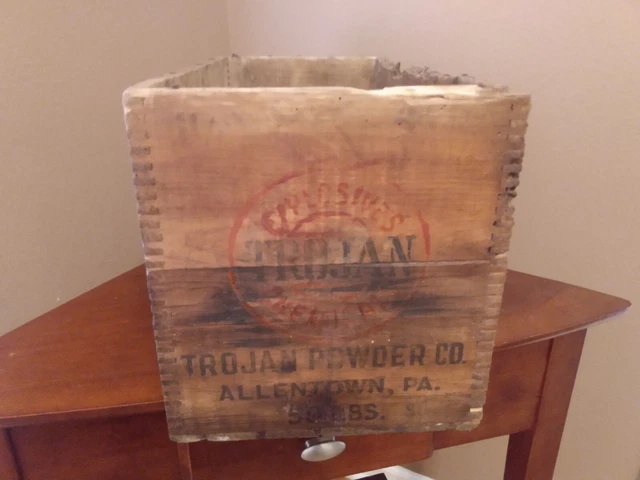 EXPLOSIVES
TROJAN
TROJAN POWDER CO.
ALLENTOWN, PA.
50 LBS.